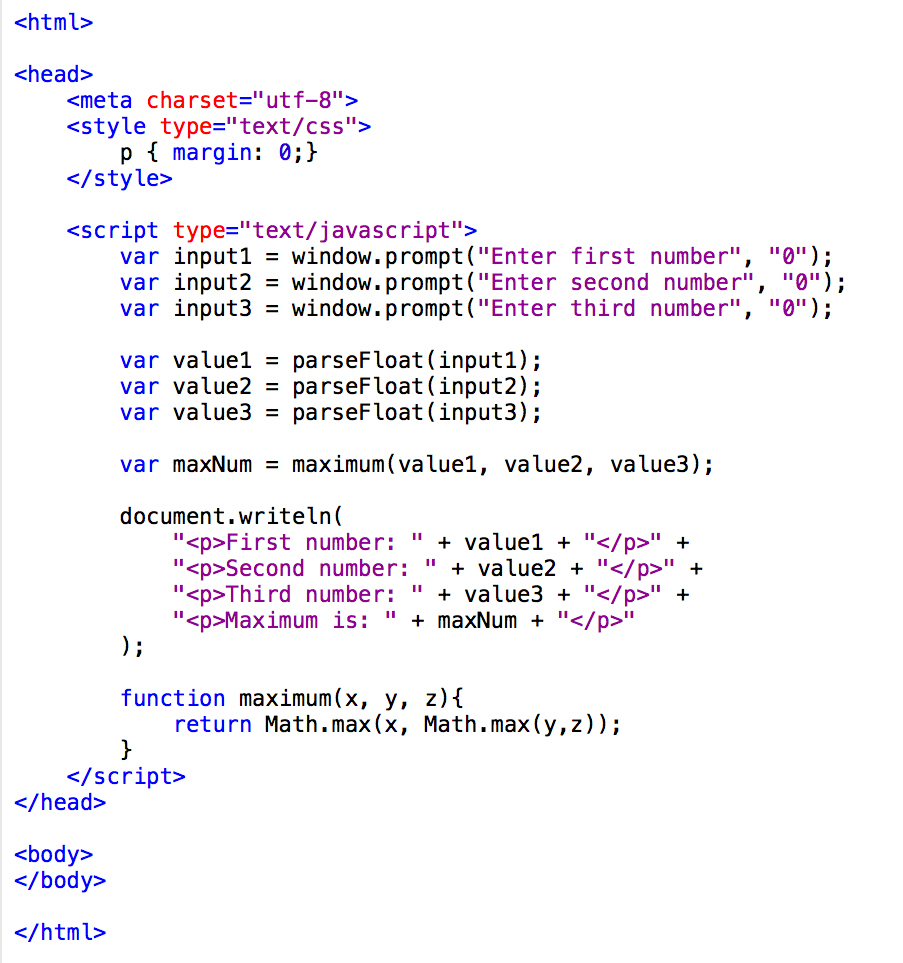 <html>
<head>
    <meta charset="utf-8">
    <style type="text/css">
        p { margin: 0;}
    </style>
    <script type="text/javascript">
        var input1 = window.prompt("Enter first number", "0");
        var input2 = window.prompt("Enter second number", "0");
        var input3 = window.prompt("Enter third number", "0");
        var value1 = parseFloat(input1);
        var value2 = parseFloat(input2);
        var value3 = parseFloat(input3);
        var maxNum = maximum(value1, value2, value3);
        document.writeln(
            "<p>First number: " + value1 + "</p>" +
            "<p>Second number: " + value2 + "</p>" +
            "<p>Third number: " + value3 + "</p>" +
            "<p>Maximum is: " + maxNum + "</p>"
        );
        function maximum(x, y, z){
            return Math.max(x, Math.max(y,z));
        }
    </script>
</head>
<body>
</body>
</html>